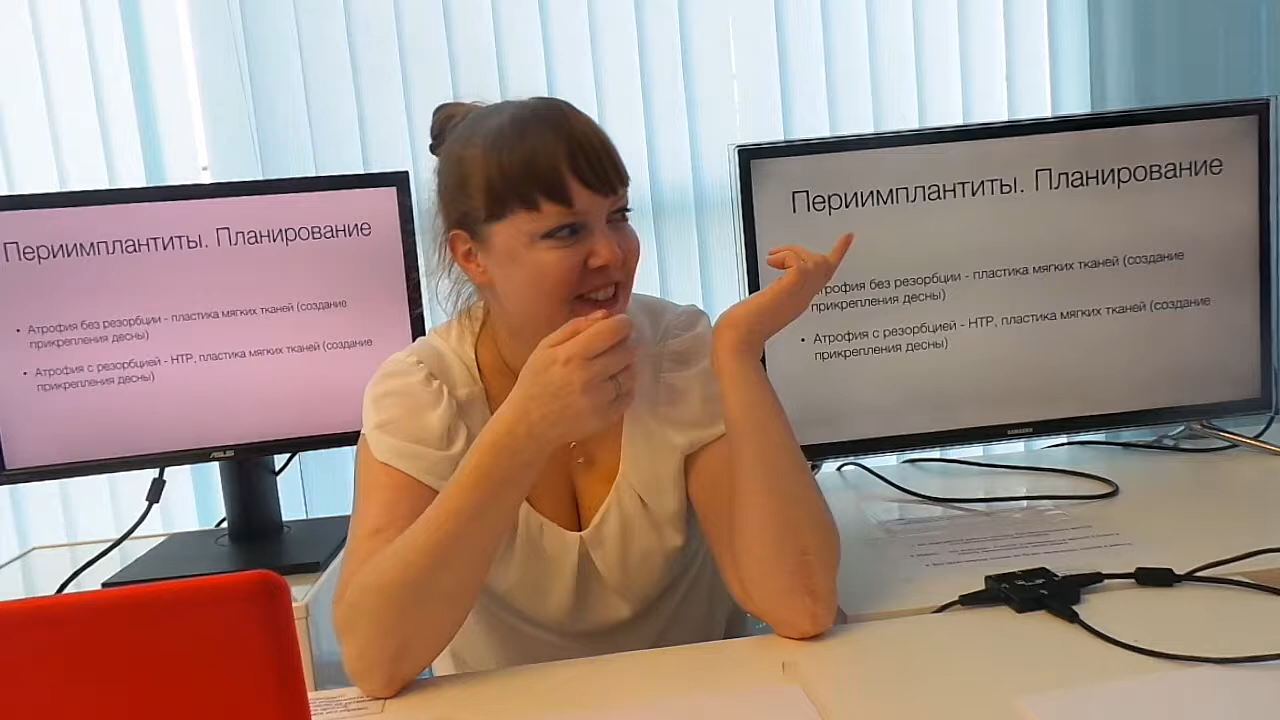 Периимплантиты. Планирование
• Атрофия без резорбции - пластика мягких тканей (создание
прикрепления десны)
• Атрофия с резорбцией - НТР, пластика мягких тканей (создание
прикрепления десны)
ASUS
Периимплантиты. Планирование
атрофия без резорбции - пластика мягких тканей (создание
прикрепления десны)
• Атрофия с резорбцией - НТР, пластика мягких тканей (создание
прикрепления десны)
SAMSUNG